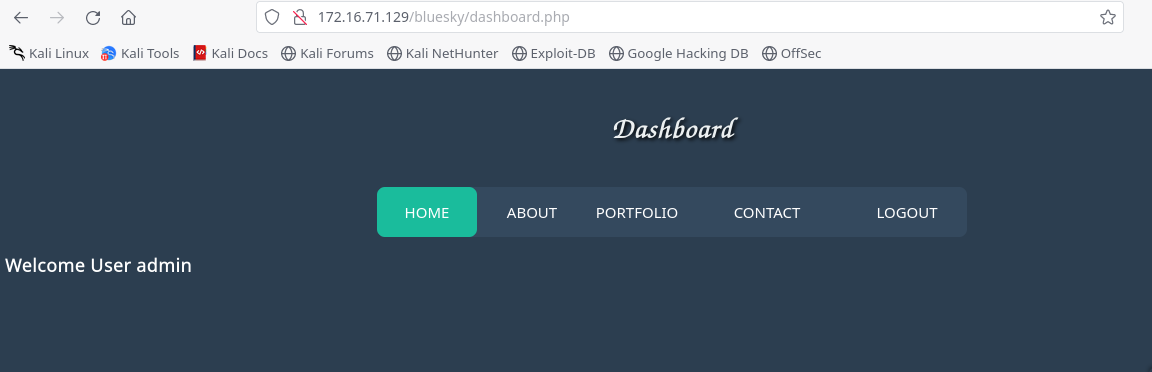 172.16.71.129/bluesky/dashboard.php
Kali Linux Kali Tools Kali Docs Kali Forums Kali NetHunter Exploit-DB Google Hacking DB OffSec
Dashboard
HOME ABOUT PORTFOLIO CONTACT LOGOUT
Welcome User admin